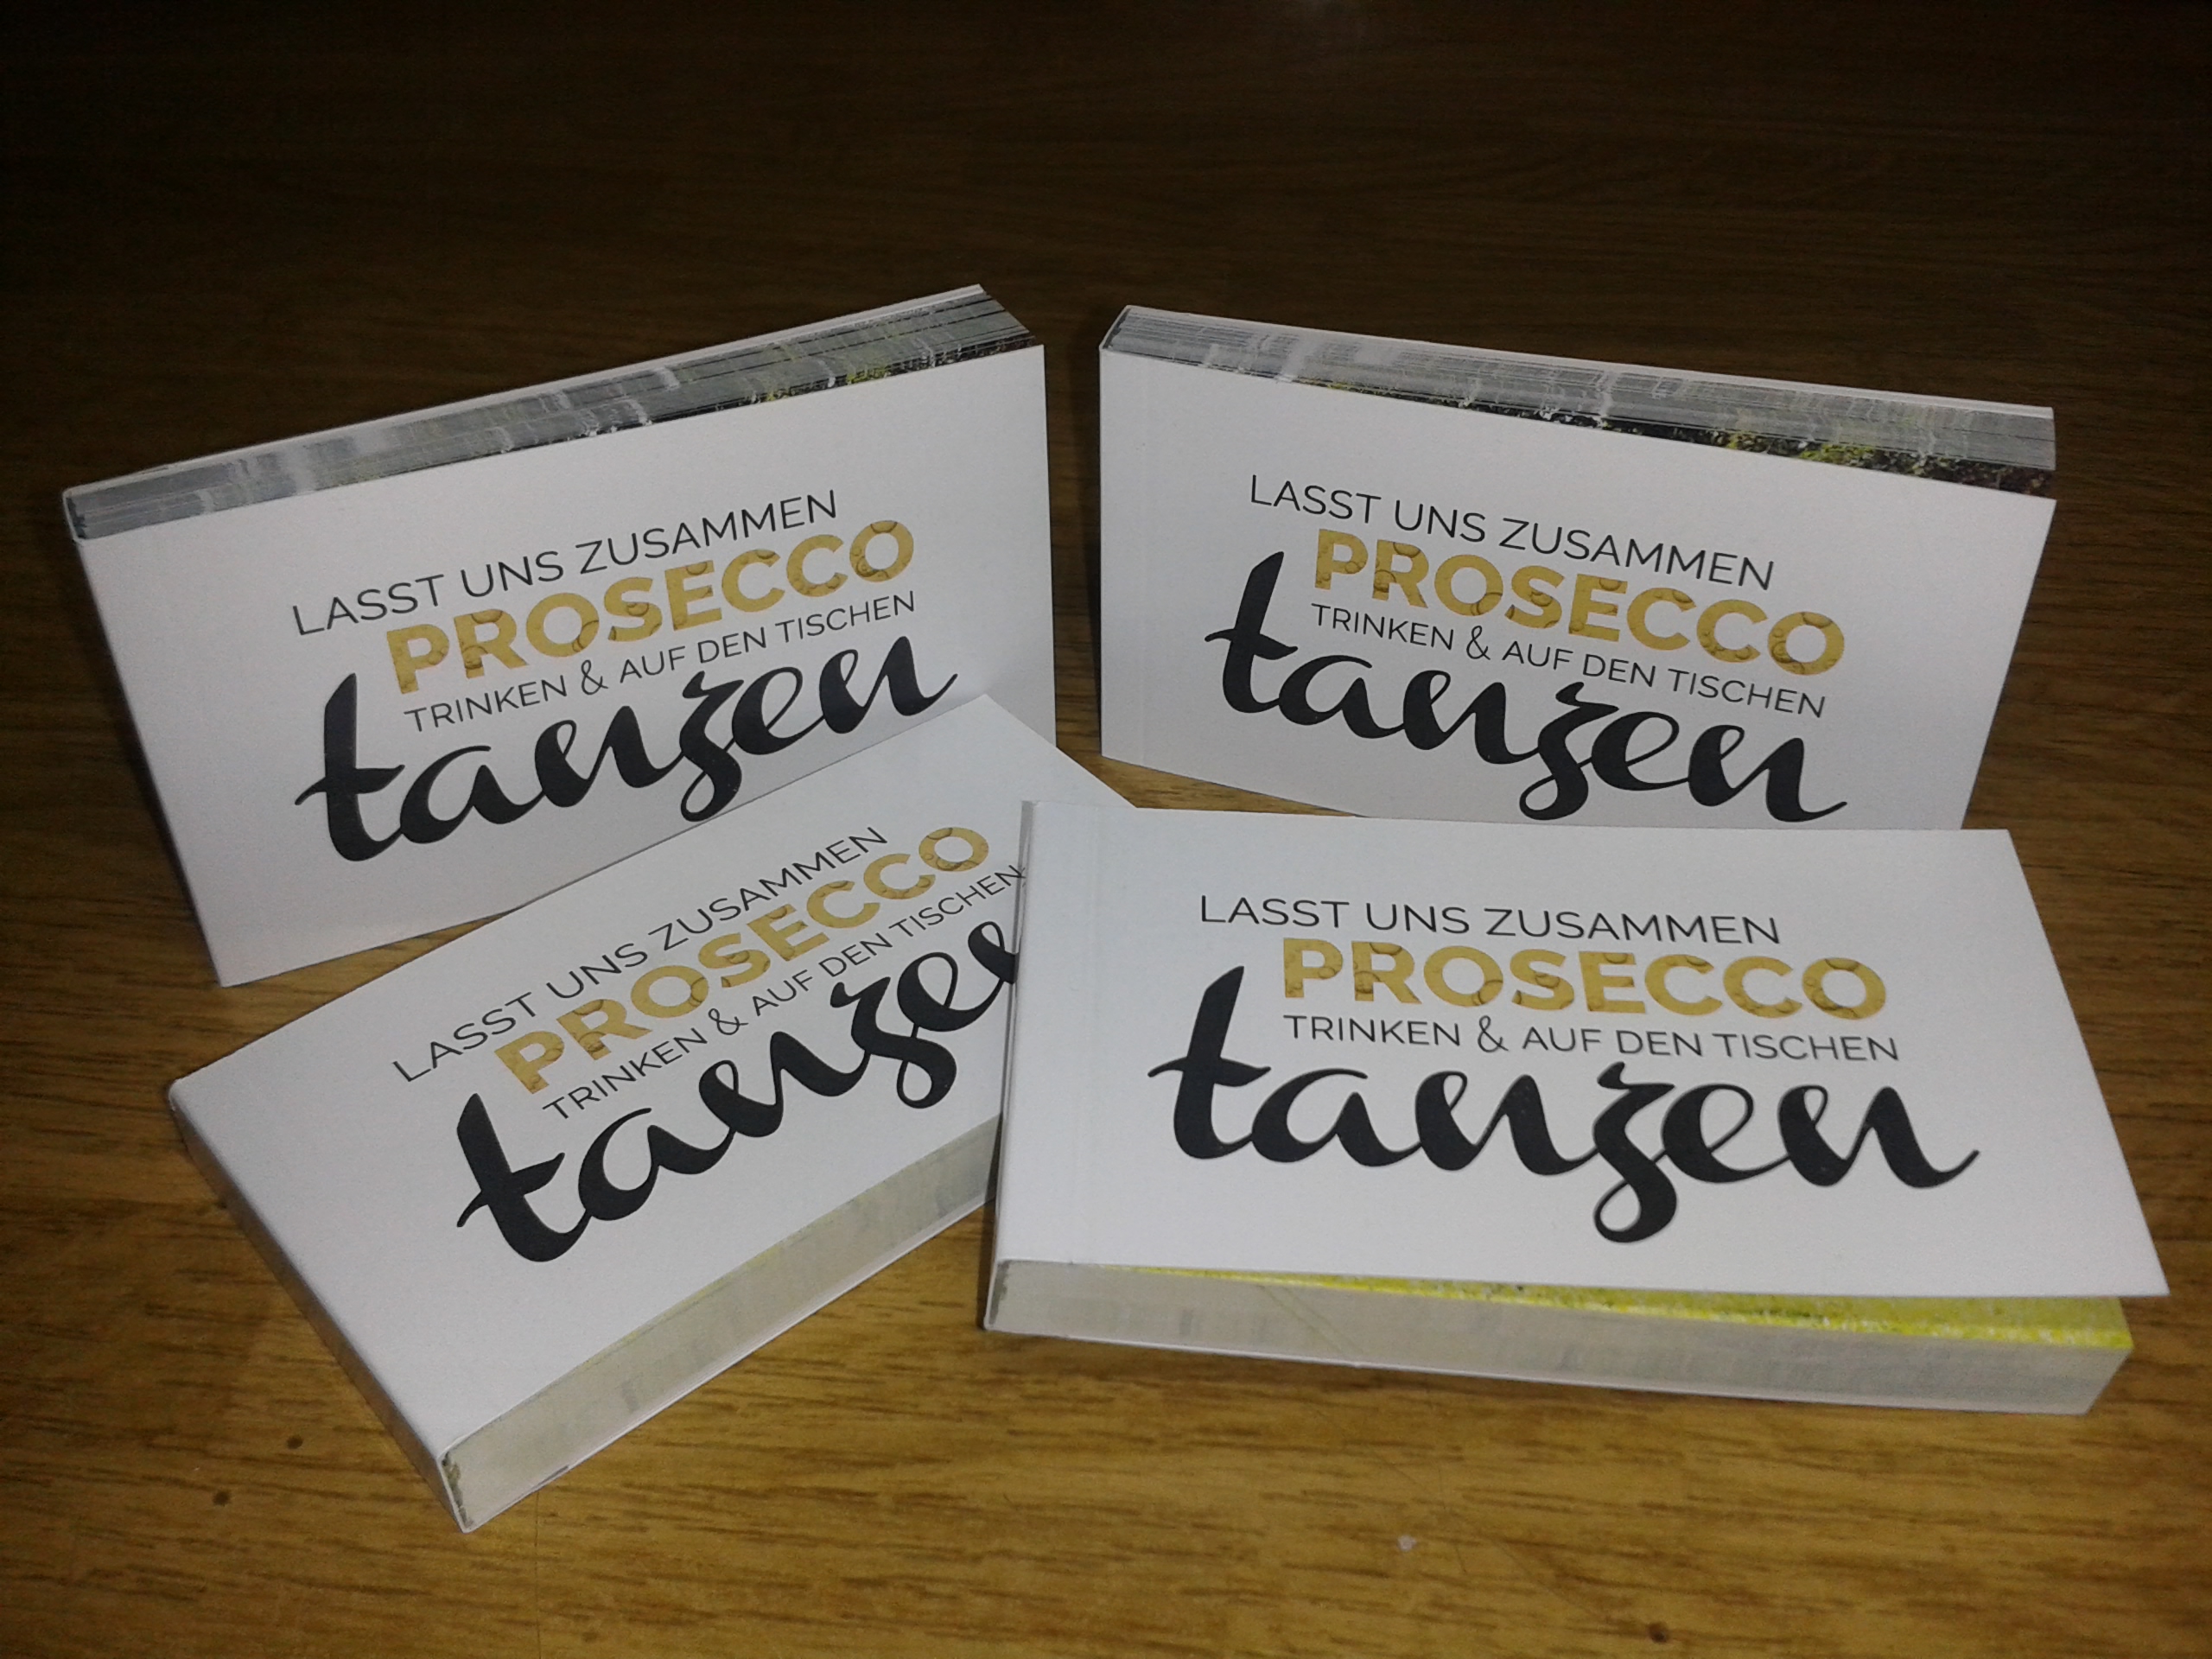 LASST UNS ZUSAMMEN
PROSECCO
TRINKEN & AUF DEN TISCHEN
tanzen
LASST UNS ZUSAMMEN
PROSECCO
TRINKEN & AUF DEN TISCHEN
tanzen
LASST UNS ZUSAMMEN
PROSECCO
TRINKEN & AUF DEN TISCHEN
tanze
LASST UNS ZUSAMMEN
PROSECCO
TRINKEN & AUF DEN TISCHEN
tanzen